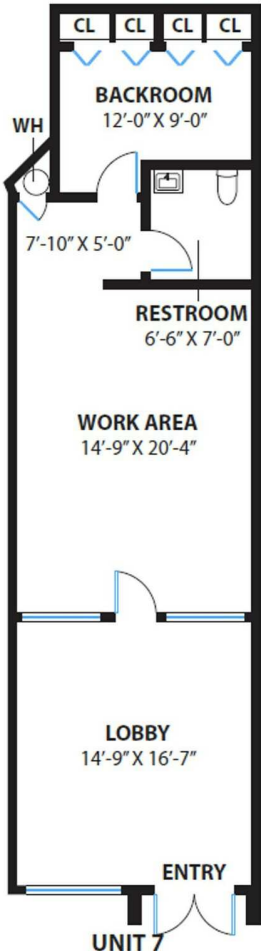 CL CL CL CL
BACKROOM
12'-0" X 9'-0"
WH
7'-10" X 5'-0"
RESTROOM
6'-6" X 7'-0"
WORK AREA
14'-9" X 20'-4"
LOBBY
14'-9" X 16'-7"
ENTRY
UNIT 7